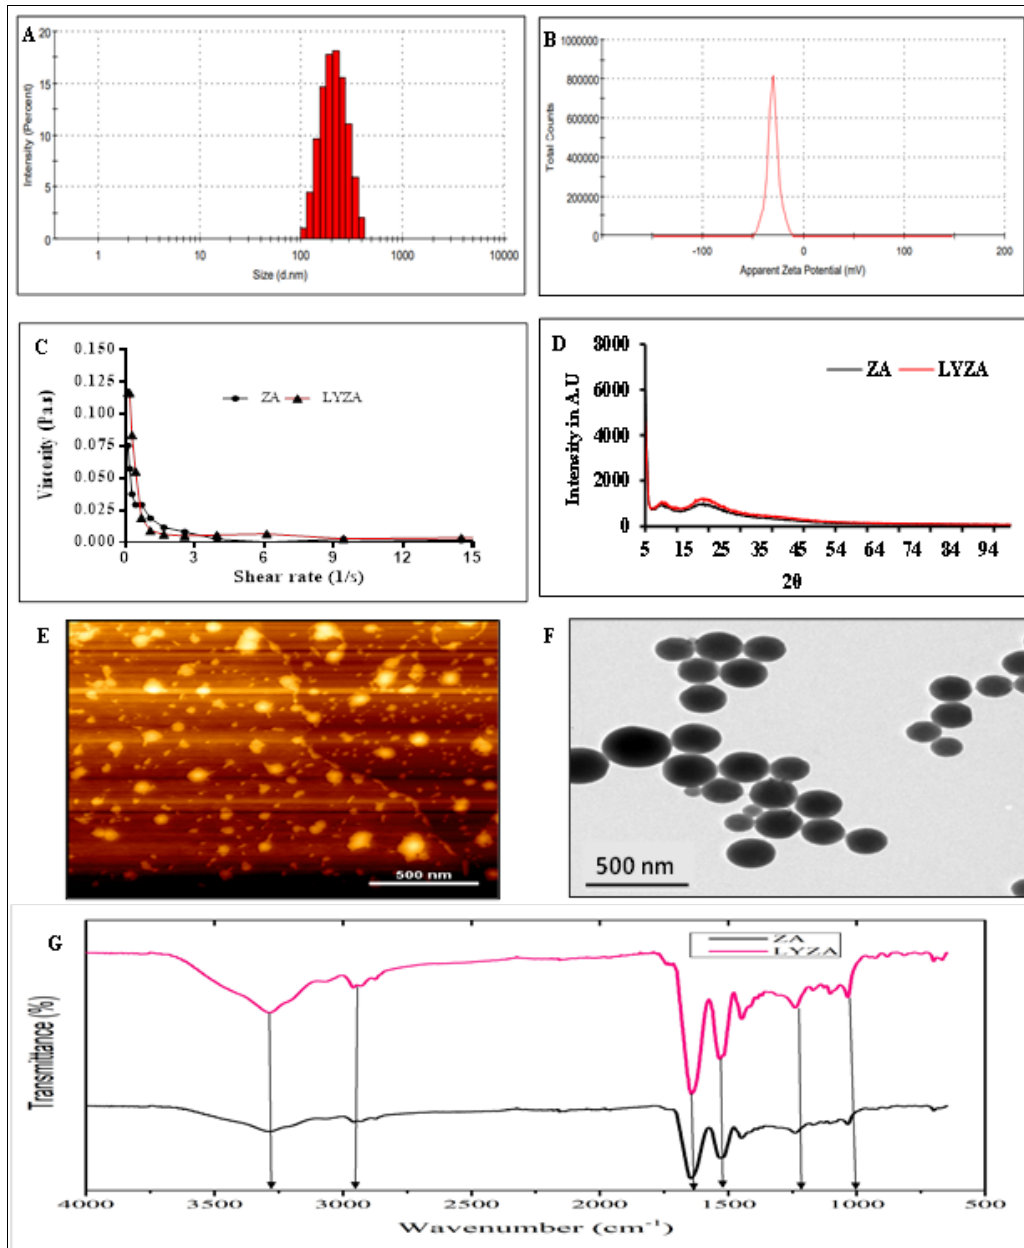 A
Intensity (Percent)
20
15
10
5
0
1 10 100 1000 10000
Size (d.nm)
B
Total Counts
1000000
800000
600000
400000
200000
0
-100 0 100 200
Apparent Zeta Potential (mV)
C
Viscosity (Pa.s)
0.150
0.125
0.100
0.075
0.050
0.025
0.000
ZA LYZA
0 3 6 9 12 15
Shear rate (1/s)
D
Intensity in A.U
8000
6000
4000
2000
0
ZA LYZA
5 15 25 35 45 54 64 74 84 94
2θ
E
500 nm
F
500 nm
G
ZA
LYZA
Transmittance (%)
4000 3500 3000 2500 2000 1500 1000 500
Wavenumber (cm⁻¹)